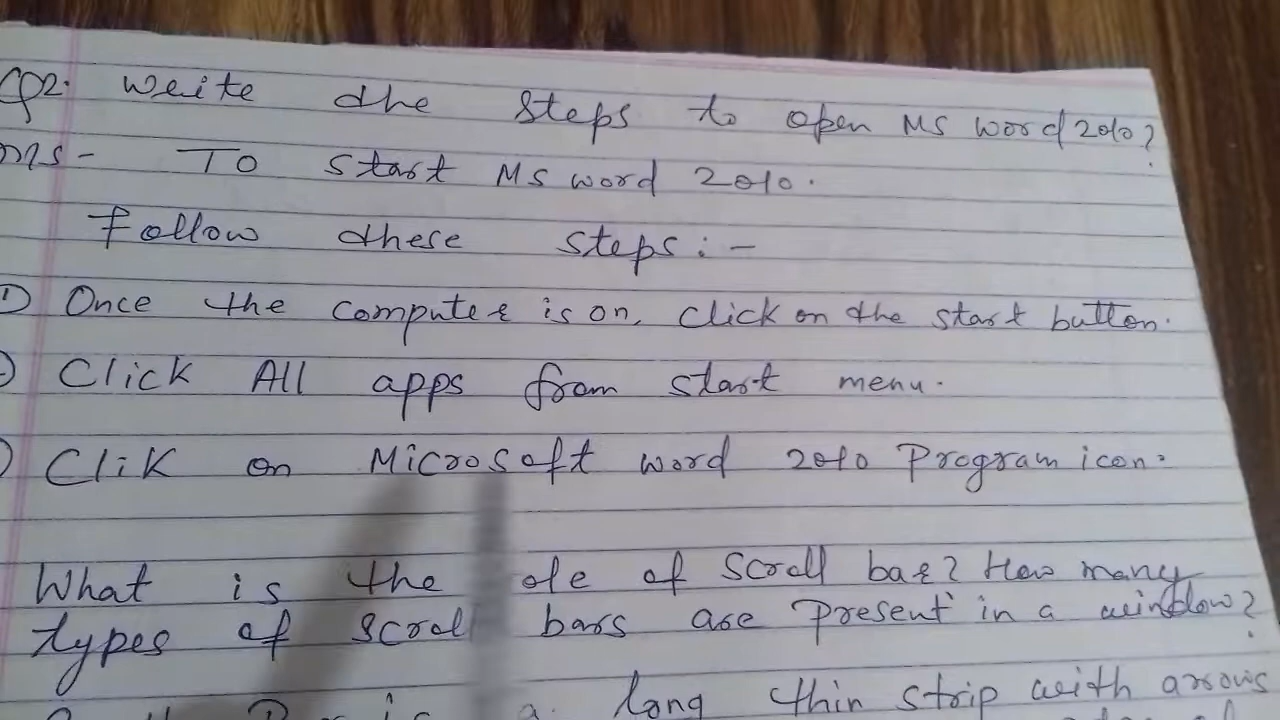 Q2. Write the steps to open MS word 2010?
ns- To start MS word 2010.
Follow these steps:-
1) Once the computer is on, click on the start button.
) Click All apps from start menu.
) Clik on Microsoft word 2010 Program icon.
What is the ole of scroll bar? How many
types of scroll bars are present in a window?
is a long thin strip with arrows